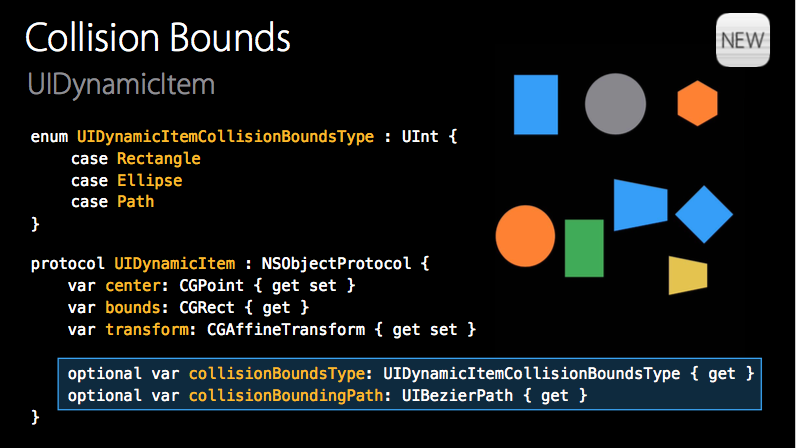 Collision Bounds
NEW
UIDynamicItem
enum UIDynamicItemCollisionBoundsType : UInt {
case Rectangle
case Ellipse
case Path
}
protocol UIDynamicItem : NSObjectProtocol {
var center: CGPoint { get set }
var bounds: CGRect { get }
var transform: CGAffineTransform { get set }
optional var collisionBoundsType: UIDynamicItemCollisionBoundsType { get }
optional var collisionBoundingPath: UIBezierPath { get }
}